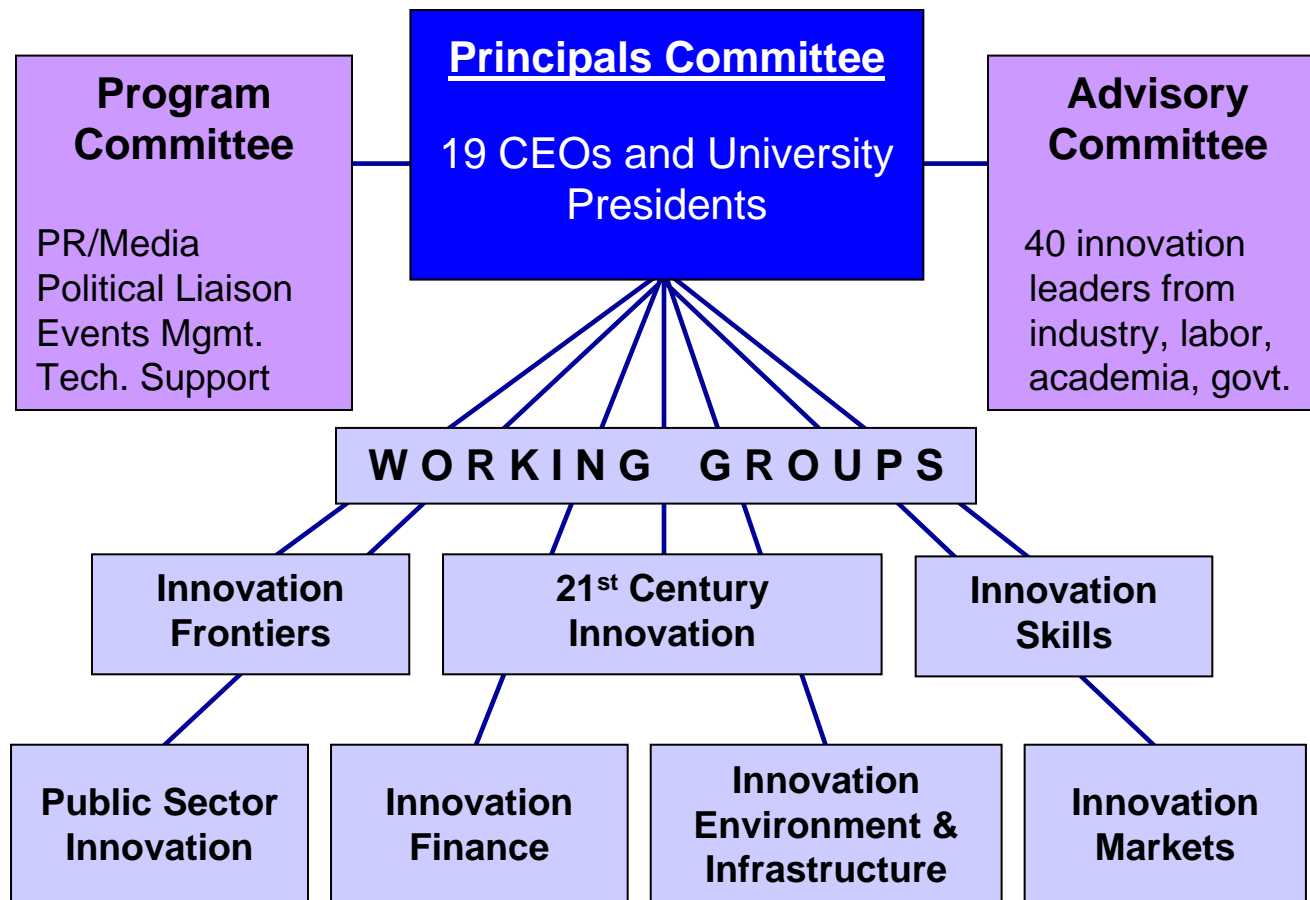 Principals Committee
19 CEOs and University
Presidents
Program
Committee
PR/Media
Political Liaison
Events Mgmt.
Tech. Support
Advisory
Committee
40 innovation
leaders from
industry, labor,
academia, govt.
WORKING GROUPS
Innovation
Frontiers
21st Century
Innovation
Innovation
Skills
Public Sector
Innovation
Innovation
Finance
Innovation
Environment &
Infrastructure
Innovation
Markets